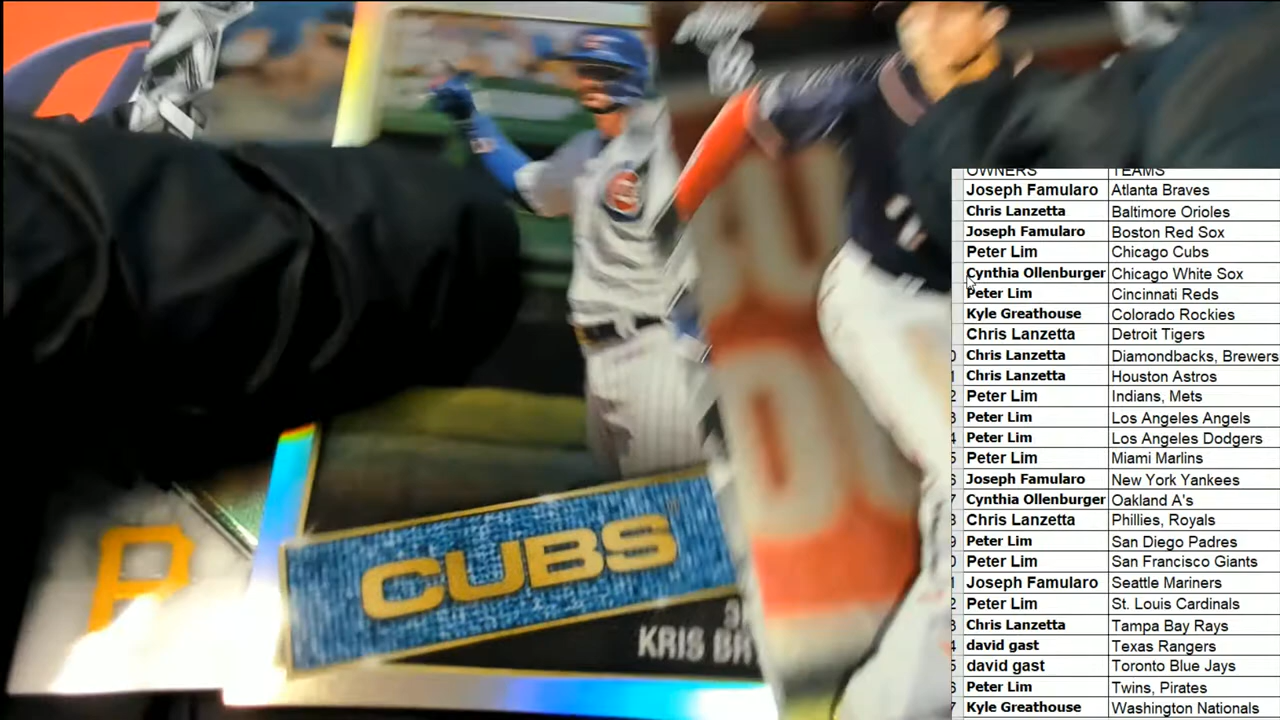 CUBS
KRIS
OWNERS TEAMS
Joseph Famularo Atlanta Braves
Chris Lanzetta Baltimore Orioles
Joseph Famularo Boston Red Sox
Peter Lim Chicago Cubs
Cynthia Ollenburger Chicago White Sox
Peter Lim Cincinnati Reds
Kyle Greathouse Colorado Rockies
Chris Lanzetta Detroit Tigers
Chris Lanzetta Diamondbacks, Brewers
Chris Lanzetta Houston Astros
Peter Lim Indians, Mets
Peter Lim Los Angeles Angels
Peter Lim Los Angeles Dodgers
Peter Lim Miami Marlins
Joseph Famularo New York Yankees
Cynthia Ollenburger Oakland A's
Chris Lanzetta Phillies, Royals
Peter Lim San Diego Padres
Peter Lim San Francisco Giants
Joseph Famularo Seattle Mariners
Peter Lim St. Louis Cardinals
Chris Lanzetta Tampa Bay Rays
david gast Texas Rangers
david gast Toronto Blue Jays
Peter Lim Twins, Pirates
Kyle Greathouse Washington Nationals